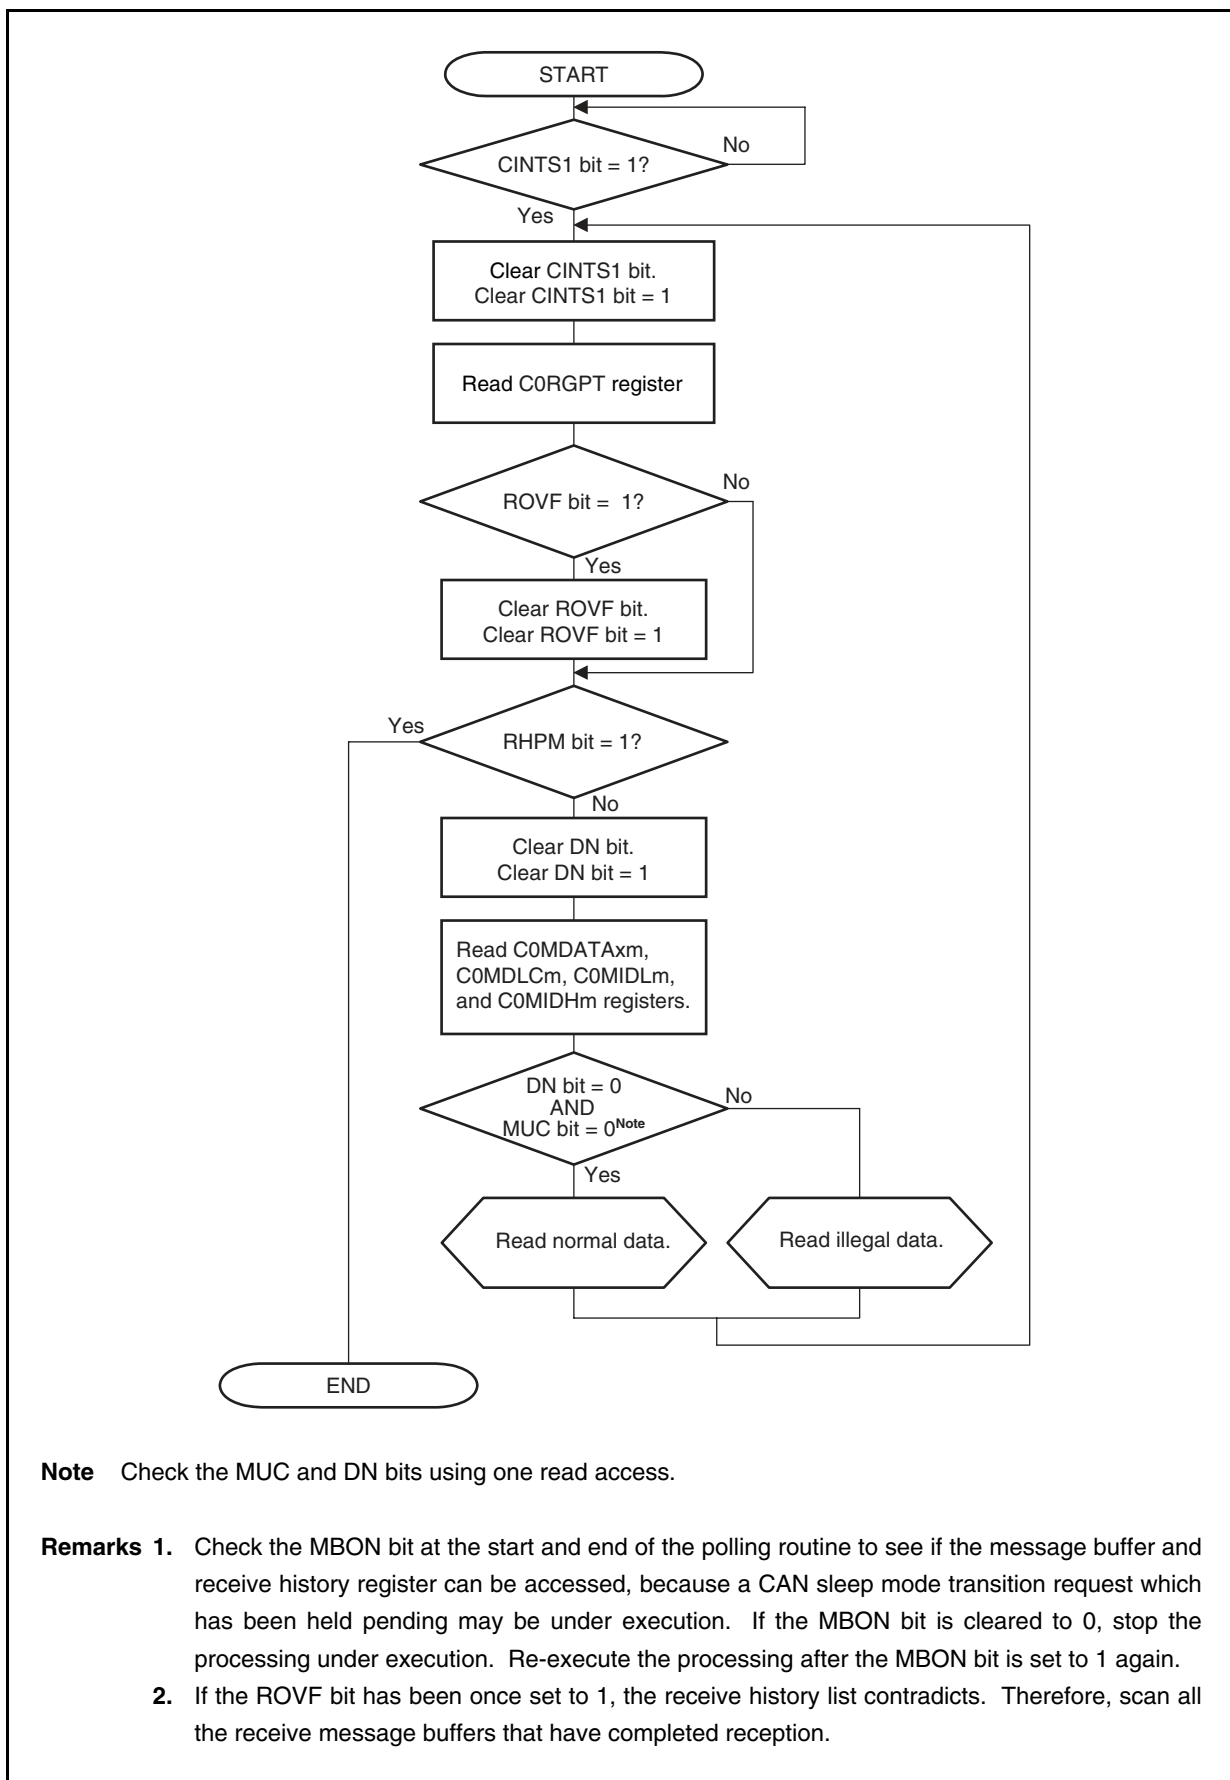 START
No
CINTS1 bit = 1?
Yes
Clear CINTS1 bit.
Clear CINTS1 bit = 1
Read C0RGPT register
No
ROVF bit =  1?
Yes
Clear ROVF bit.
Clear ROVF bit = 1
Yes
RHPM bit = 1?
No
Clear DN bit.
Clear DN bit = 1
Read C0MDATAxm,
C0MDLCm, C0MIDLm,
and C0MIDHm registers.
DN bit = 0
No
AND
MUC bit = 0Note
Yes
Read normal data.
Read illegal data.
END
Note Check the MUC and DN bits using one read access.
Remarks 1. Check the MBON bit at the start and end of the polling routine to see if the message buffer and
receive history register can be accessed, because a CAN sleep mode transition request which
has been held pending may be under execution. If the MBON bit is cleared to 0, stop the
processing under execution. Re-execute the processing after the MBON bit is set to 1 again.
2. If the ROVF bit has been once set to 1, the receive history list contradicts. Therefore, scan all
the receive message buffers that have completed reception.